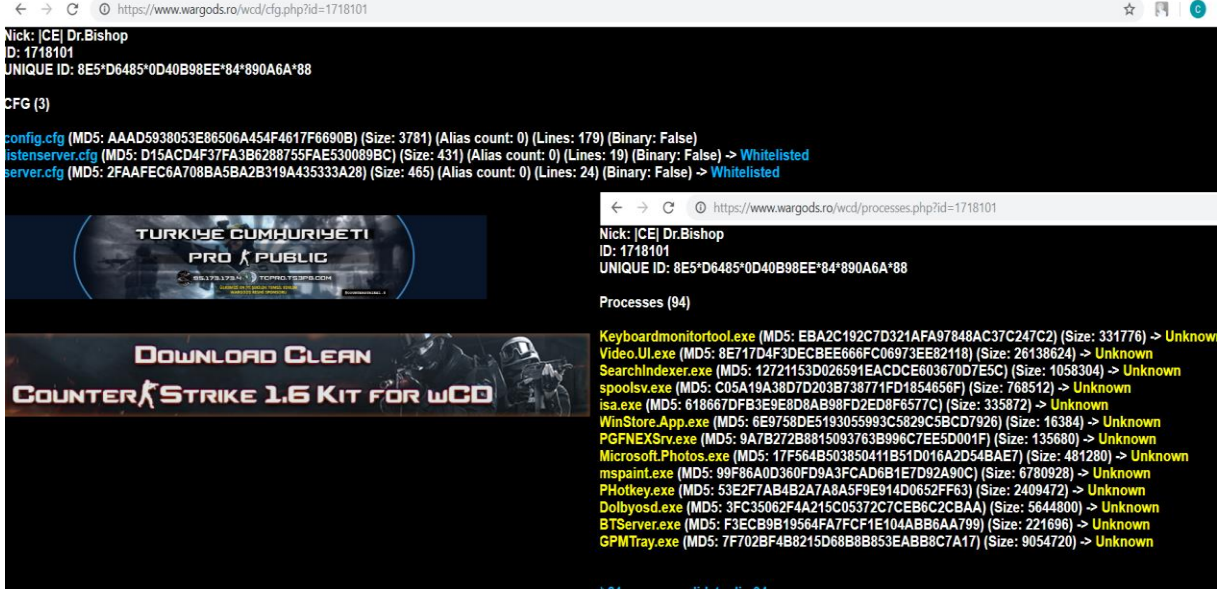 https://www.wargods.ro/wcd/cfg.php?id=1718101
C
Nick: |CE| Dr.Bishop
ID: 1718101
UNIQUE ID: 8E5*D6485*0D40B98EE*84*890A6A*88
CFG (3)
config.cfg (MD5: AAAD5938053E86506A454F4617F6690B) (Size: 3781) (Alias count: 0) (Lines: 179) (Binary: False)
listenserver.cfg (MD5: D15ACD4F37FA3B6288755FAE530089BC) (Size: 431) (Alias count: 0) (Lines: 19) (Binary: False) -> Whitelisted
server.cfg (MD5: 2FAAFEC6A708BA5BA2B319A435333A28) (Size: 465) (Alias count: 0) (Lines: 24) (Binary: False) -> Whitelisted
TURKIYE CUMHURIYETI
PRO PUBLIC
DOWNLOAD CLEAN
COUNTER STRIKE 1.6 KIT FOR WCD
https://www.wargods.ro/wcd/processes.php?id=1718101
Nick: |CE| Dr.Bishop
ID: 1718101
UNIQUE ID: 8E5*D6485*0D40B98EE*84*890A6A*88
Processes (94)
Keyboardmonitortool.exe (MD5: EBA2C192C7D321AFA97848AC37C247C2) (Size: 331776) -> Unknown
Video.UI.exe (MD5: 8E717D4F3DECBEE666FC06973EE82118) (Size: 26138624) -> Unknown
SearchIndexer.exe (MD5: 12721153D026591EACDCE603670D7E5C) (Size: 1058304) -> Unknown
spoolsv.exe (MD5: C05A19A38D7D203B738771FD1854656F) (Size: 768512) -> Unknown
isa.exe (MD5: 618667DFB3E9E8D8AB98FD2ED8F6577C) (Size: 335872) -> Unknown
WinStore.App.exe (MD5: 6E9758DE5193055993C5829C5BCD7926) (Size: 16384) -> Unknown
PGFNEXSrv.exe (MD5: 9A7B272B8815093763B996C7EE5D001F) (Size: 135680) -> Unknown
Microsoft.Photos.exe (MD5: 17F564B503850411B51D016A2D54BAE7) (Size: 481280) -> Unknown
mspaint.exe (MD5: 99F86A0D360FD9A3FCAD6B1E7D92A90C) (Size: 6780928) -> Unknown
PHotkey.exe (MD5: 53E2F7AB4B2A7A8A5F9E914D0652FF63) (Size: 2409472) -> Unknown
Dolbyosd.exe (MD5: 3FC35062F4A215C05372C7CEB6C2CBAA) (Size: 5644800) -> Unknown
BTServer.exe (MD5: F3ECB9B19564FA7FCF1E104ABB6AA799) (Size: 221696) -> Unknown
GPMTray.exe (MD5: 7F702BF4B8215D68B8B853EABB8C7A17) (Size: 9054720) -> Unknown